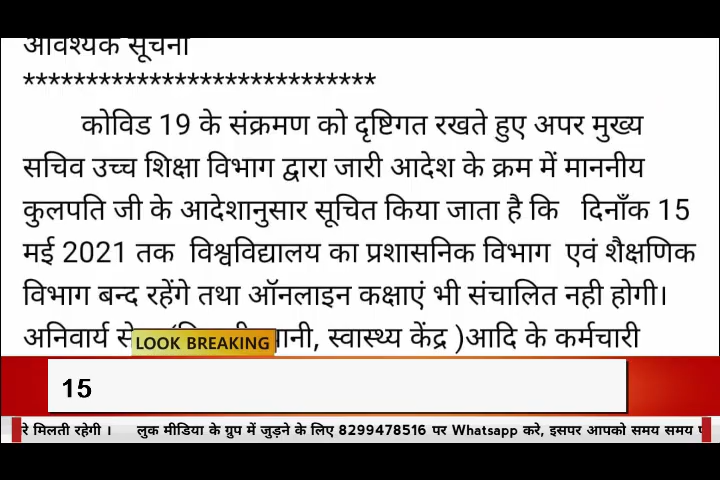 आवश्यक सूचना
****************************
कोविड 19 के संक्रमण को दृष्टिगत रखते हुए अपर मुख्य
सचिव उच्च शिक्षा विभाग द्वारा जारी आदेश के क्रम में माननीय
कुलपति जी के आदेशानुसार सूचित किया जाता है कि दिनाँक 15
मई 2021 तक विश्वविद्यालय का प्रशासनिक विभाग एवं शैक्षणिक
विभाग बन्द रहेंगे तथा ऑनलाइन कक्षाएं भी संचालित नही होगी।
अनिवार्य स्वास्थ्य केंद्र )आदि के कर्मचारी
LOOK BREAKING
15
रे मिलती रहेगी । लुक मीडिया के ग्रुप में जुड़ने के लिए 8299478516 पर Whatsapp करे, इसपर आपको समय समय